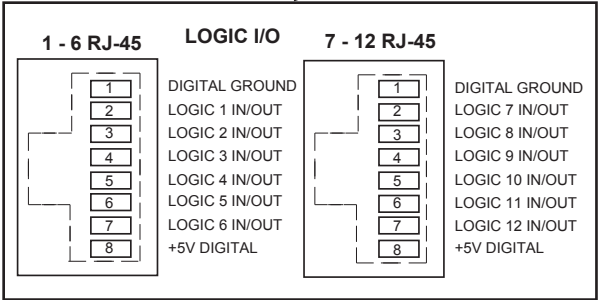 LOGIC I/O
1 - 6 RJ-45
1 DIGITAL GROUND
2 LOGIC 1 IN/OUT
3 LOGIC 2 IN/OUT
4 LOGIC 3 IN/OUT
5 LOGIC 4 IN/OUT
6 LOGIC 5 IN/OUT
7 LOGIC 6 IN/OUT
8 +5V DIGITAL
7 - 12 RJ-45
1 DIGITAL GROUND
2 LOGIC 7 IN/OUT
3 LOGIC 8 IN/OUT
4 LOGIC 9 IN/OUT
5 LOGIC 10 IN/OUT
6 LOGIC 11 IN/OUT
7 LOGIC 12 IN/OUT
8 +5V DIGITAL